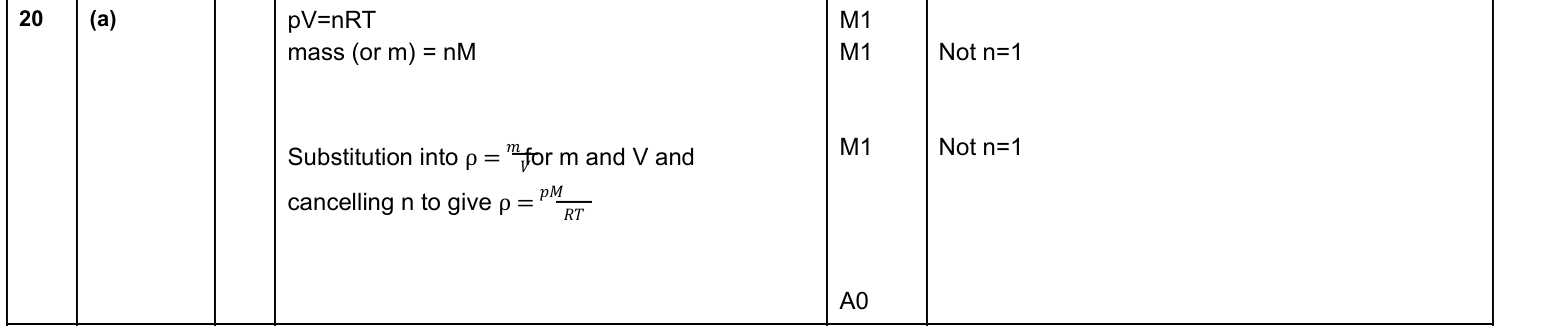 20 (a) pV=nRT M1
mass (or m) = nM M1 Not n=1
Substitution into ρ = m/V for m and V and M1 Not n=1
cancelling n to give ρ = pM/RT
A0